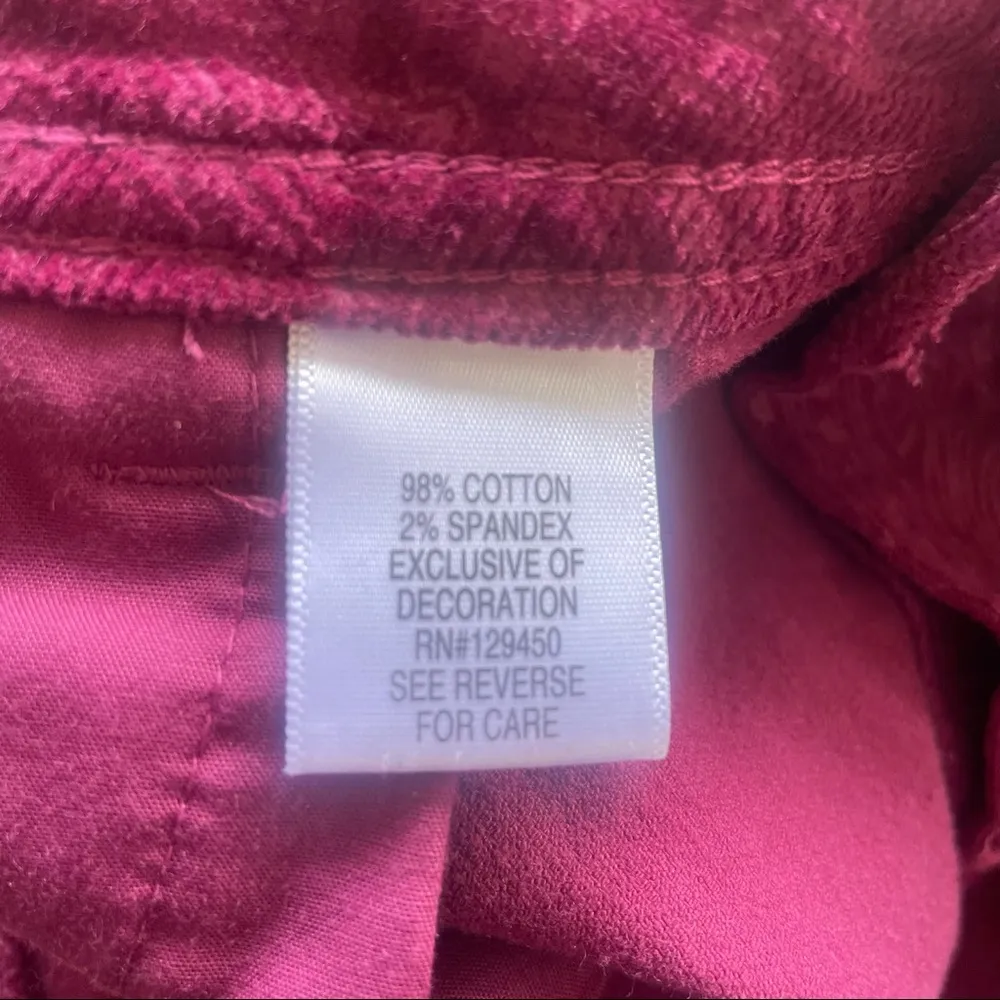 98% COTTON
2% SPANDEX
EXCLUSIVE OF
DECORATION
RN#129450
SEE REVERSE
FOR CARE